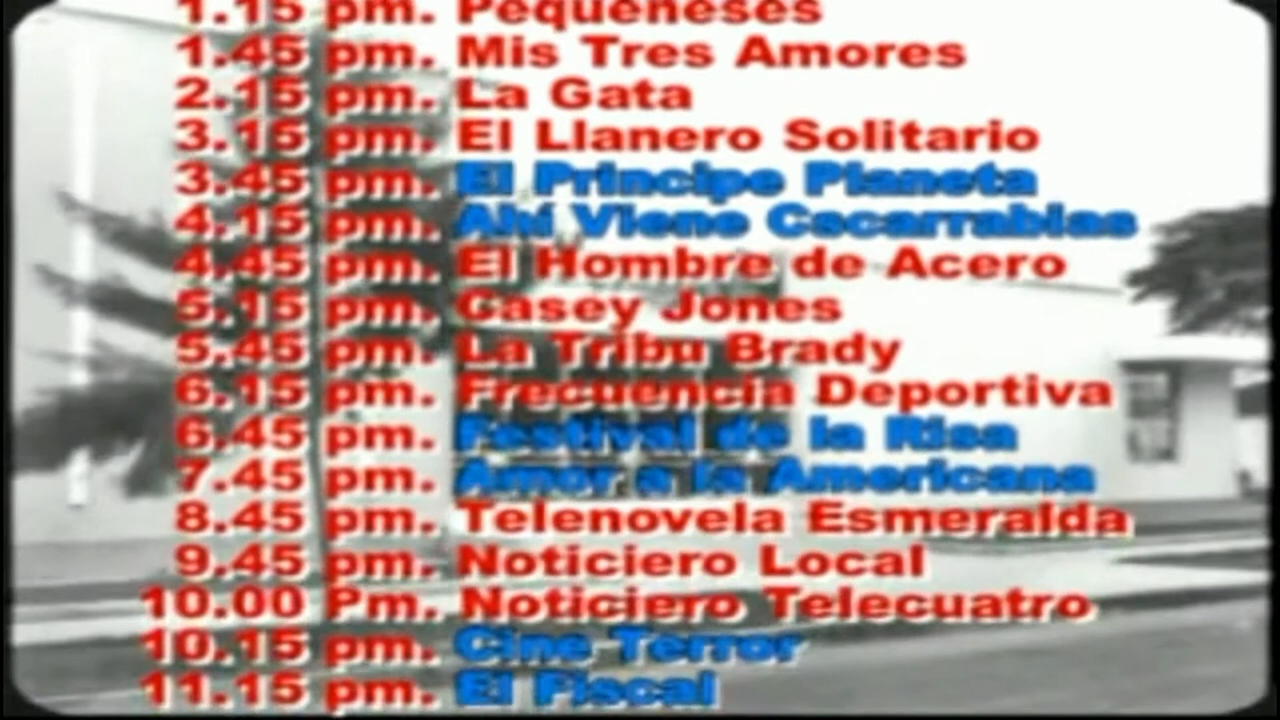 1.15 pm. Pequeñeses
1.45 pm. Mis Tres Amores
2.15 pm. La Gata
3.15 pm. El Llanero Solitario
3.45 pm. El Principe Planeta
4.15 pm. Ahí Viene Cascarrabias
4.45 pm. El Hombre de Acero
5.15 pm. Casey Jones
5.45 pm. La Tribu Brady
6.15 pm. Frecuencia Deportiva
6.45 pm. Festival de la Risa
7.45 pm. Amor a la Americana
8.45 pm. Telenovela Esmeralda
9.45 pm. Noticiero Local
10.00 Pm. Noticiero Telecuatro
10.15 pm. Cine Terror
11.15 pm. El Fiscal